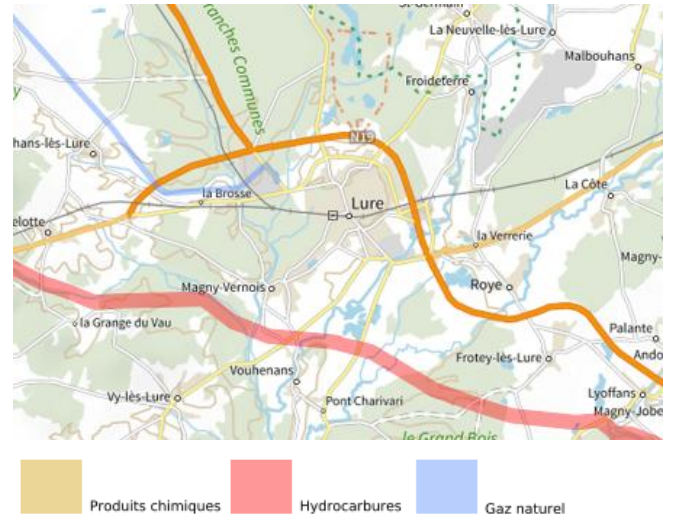 St-Germain
La Neuvelle-lès-Lure
Malbouhans
Froideterre
ranches Communes
y
N19
hans-lès-Lure
la Brosse
La Côte
Lure
elotte
la Verrerie
Magny-
Magny-Vernois
Roye
la Grange du Vau
Palante
Frotey-lès-Lure
Ando
Vouhenans
Vy-lès-Lure
Pont Charivari
Lyoffans
Magny-Jobe
le Grand Bois
Produits chimiques
Hydrocarbures
Gaz naturel